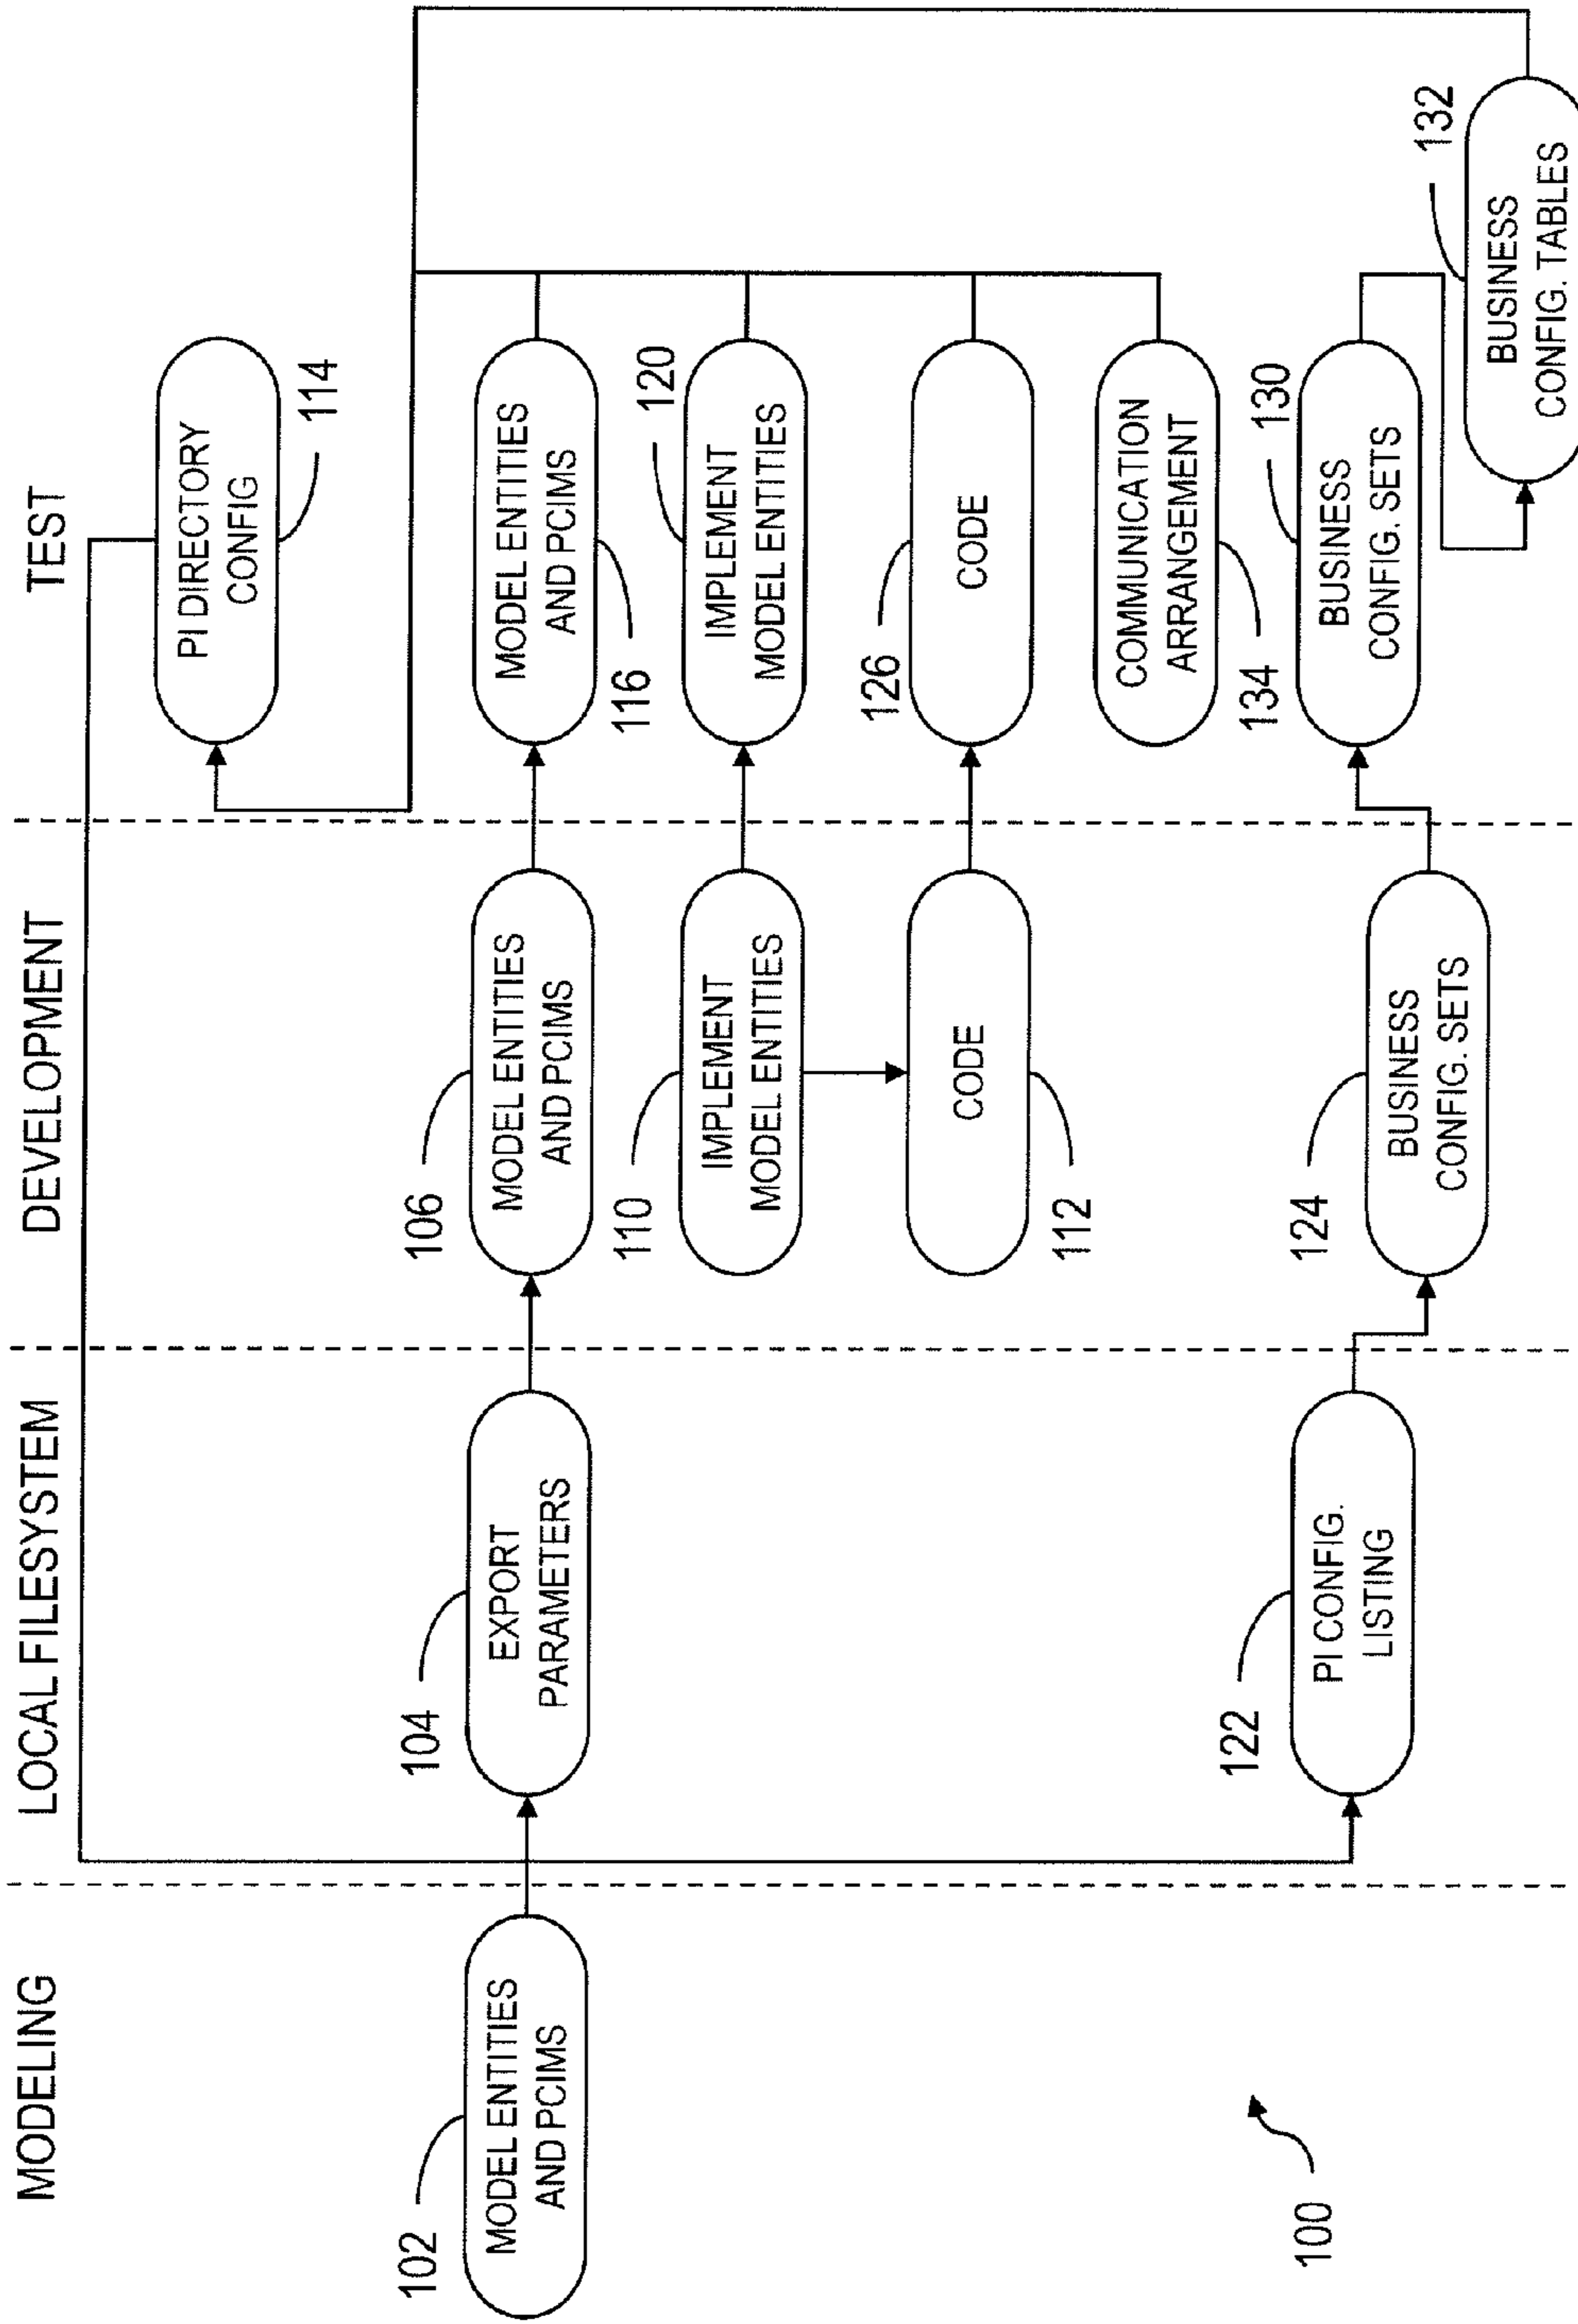 MODELING
LOCAL FILESYSTEM
DEVELOPMENT
TEST
PI DIRECTORY
CONFIG
114
102
MODEL ENTITIES
AND PCIMS
104
EXPORT
PARAMETERS
106
MODEL ENTITIES
AND PCIMS
MODEL ENTITIES
AND PCIMS
116
110
IMPLEMENT
MODEL ENTITIES
120
IMPLEMENT
MODEL ENTITIES
CODE
112
126
CODE
COMMUNICATION
ARRANGEMENT
134
122
PI CONFIG.
LISTING
124
BUSINESS
CONFIG. SETS
130
BUSINESS
CONFIG. SETS
132
BUSINESS
CONFIG. TABLES
100